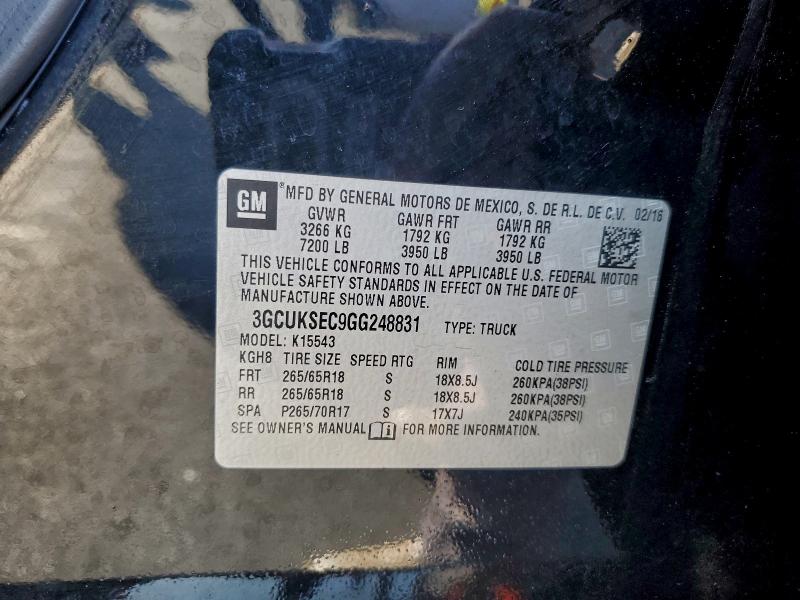 GM ® MFD BY GENERAL MOTORS DE MEXICO, S. DE R.L. DE C.V. 02/16
GVWR GAWR FRT GAWR RR
3266 KG 1792 KG 1792 KG
7200 LB 3950 LB 3950 LB
THIS VEHICLE CONFORMS TO ALL APPLICABLE U.S. FEDERAL MOTOR
VEHICLE SAFETY STANDARDS IN EFFECT ON THE DATE OF
MANUFACTURE SHOWN ABOVE.
3GCUKSEC9GG248831 TYPE: TRUCK
MODEL: K15543
KGH8 TIRE SIZE SPEED RTG RIM COLD TIRE PRESSURE
FRT 265/65R18 S 18X8.5J 260KPA(38PSI)
RR 265/65R18 S 18X8.5J 260KPA(38PSI)
SPA P265/70R17 S 17X7J 240KPA(35PSI)
SEE OWNER'S MANUAL i FOR MORE INFORMATION.